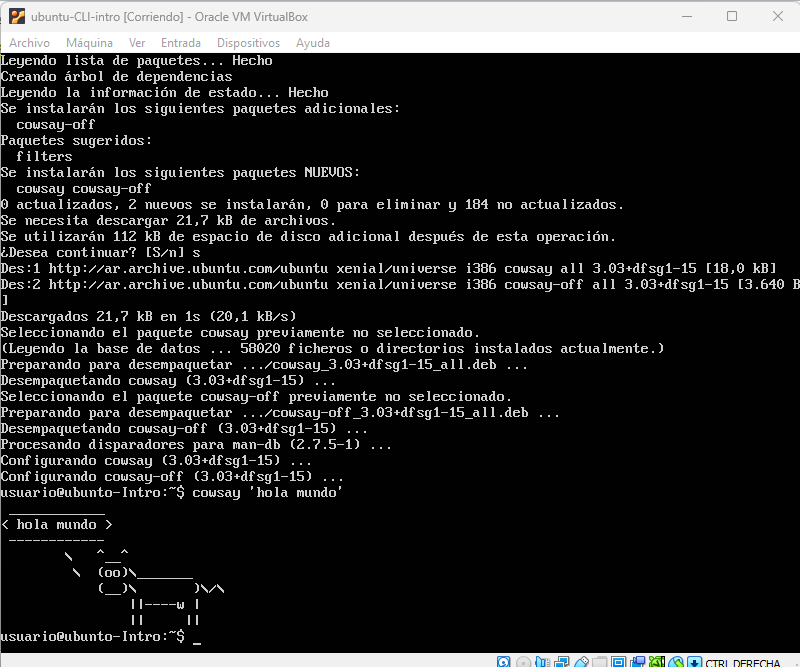 ubuntu-CLI-intro [Corriendo] - Oracle VM VirtualBox
Archivo Máquina Ver Entrada Dispositivos Ayuda
Leyendo lista de paquetes... Hecho
Creando árbol de dependencias
Leyendo la información de estado... Hecho
Se instalarán los siguientes paquetes adicionales:
  cowsay-off
Paquetes sugeridos:
  filters
Se instalarán los siguientes paquetes NUEVOS:
  cowsay cowsay-off
0 actualizados, 2 nuevos se instalarán, 0 para eliminar y 184 no actualizados.
Se necesita descargar 21,7 kB de archivos.
Se utilizarán 112 kB de espacio de disco adicional después de esta operación.
¿Desea continuar? [S/n] s
Des:1 http://ar.archive.ubuntu.com/ubuntu xenial/universe i386 cowsay all 3.03+dfsg1-15 [18,0 kB]
Des:2 http://ar.archive.ubuntu.com/ubuntu xenial/universe i386 cowsay-off all 3.03+dfsg1-15 [3.640 B
]
Descargados 21,7 kB en 1s (20,1 kB/s)
Seleccionando el paquete cowsay previamente no seleccionado.
(Leyendo la base de datos ... 58020 ficheros o directorios instalados actualmente.)
Preparando para desempaquetar .../cowsay_3.03+dfsg1-15_all.deb ...
Desempaquetando cowsay (3.03+dfsg1-15) ...
Seleccionando el paquete cowsay-off previamente no seleccionado.
Preparando para desempaquetar .../cowsay-off_3.03+dfsg1-15_all.deb ...
Desempaquetando cowsay-off (3.03+dfsg1-15) ...
Procesando disparadores para man-db (2.7.5-1) ...
Configurando cowsay (3.03+dfsg1-15) ...
Configurando cowsay-off (3.03+dfsg1-15) ...
usuario@ubunto-Intro:~$ cowsay 'hola mundo'
 ____________
< hola mundo >
 ------------
        \   ^__^
         \  (oo)\_______
            (__)\       )\/\
                ||----w |
                ||     ||
usuario@ubunto-Intro:~$ _
CTRL DERECHA